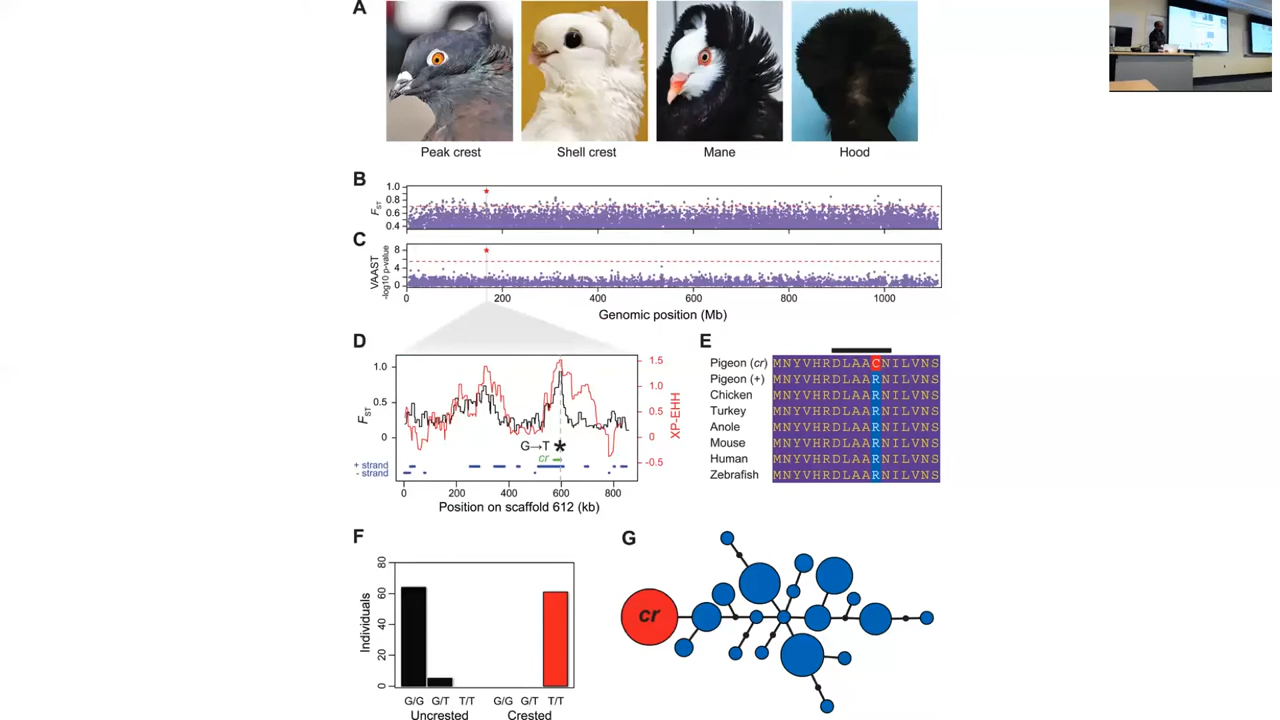 A
Peak crest Shell crest Mane Hood
B
1.0
0.8
0.6
0.4
FST
C
8
4
0
VAAST
-log10 p-value
0 200 400 600 800 1000
Genomic position (Mb)
D
1.0
0.5
0
FST
1.5
1.0
0.5
0
-0.5
XP-EHH
G→T *
cr
+ strand
- strand
0 200 400 600 800
Position on scaffold 612 (kb)
E
Pigeon (cr) MNYVHRDLAACNILVNS
Pigeon (+) MNYVHRDLAARNILVNS
Chicken MNYVHRDLAARNILVNS
Turkey MNYVHRDLAARNILVNS
Anole MNYVHRDLAARNILVNS
Mouse MNYVHRDLAARNILVNS
Human MNYVHRDLAARNILVNS
Zebrafish MNYVHRDLAARNILVNS
F
80
60
40
20
0
Individuals
G/G G/T T/T G/G G/T T/T
Uncrested Crested
G
cr